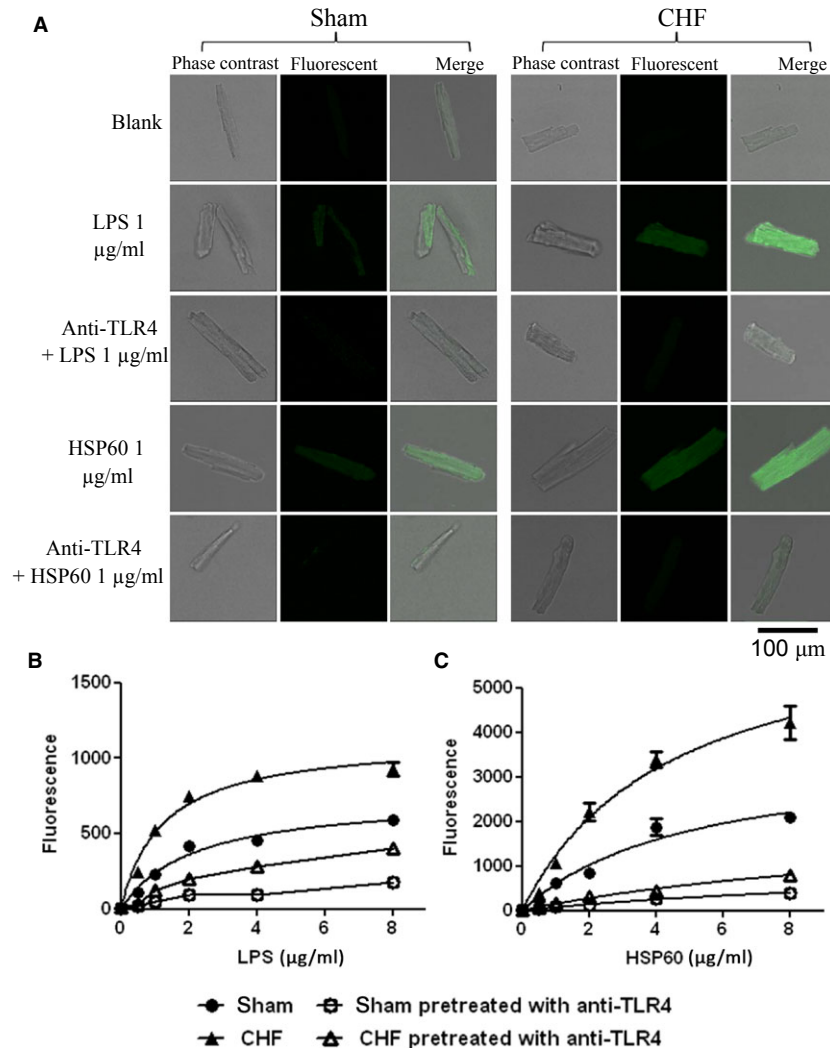 A
Sham CHF
Phase contrast Fluorescent Merge Phase contrast Fluorescent Merge
Blank
LPS 1
µg/ml
Anti-TLR4
+ LPS 1 µg/ml
HSP60 1
µg/ml
Anti-TLR4
+ HSP60 1 µg/ml
100 µm
B
1500
1000
500
0
Fluorescence
0 2 4 6 8
LPS (µg/ml)
C
5000
4000
3000
2000
1000
0
Fluorescence
0 2 4 6 8
HSP60 (µg/ml)
Sham Sham pretreated with anti-TLR4
CHF CHF pretreated with anti-TLR4